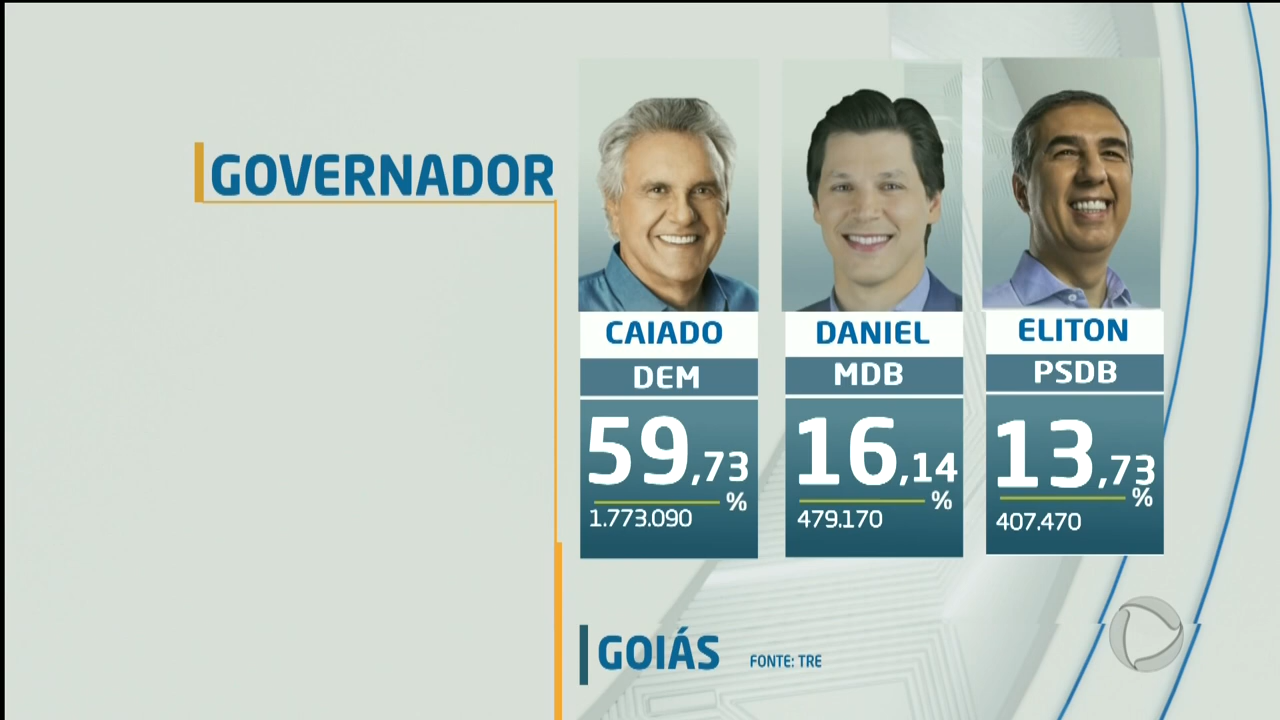 GOVERNADOR
CAIADO
DEM
59,73
%
1.773.090
DANIEL
MDB
16,14
%
479.170
ELITON
PSDB
13,73
%
407.470
GOIÁS
FONTE: TRE